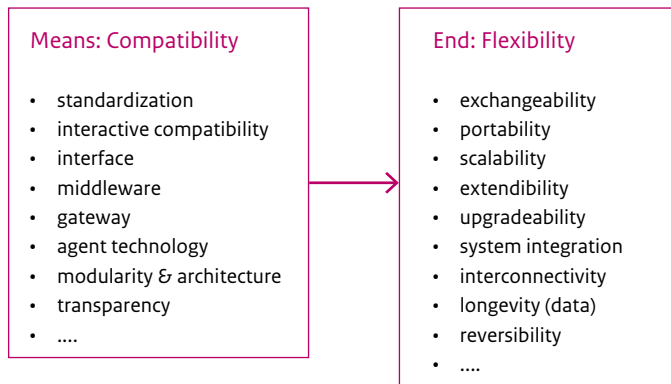 Means: Compatibility
• standardization
• interactive compatibility
• interface
• middleware
• gateway
• agent technology
• modularity & architecture
• transparency
• ....
End: Flexibility
• exchangeability
• portability
• scalability
• extendibility
• upgradeability
• system integration
• interconnectivity
• longevity (data)
• reversibility
• ....